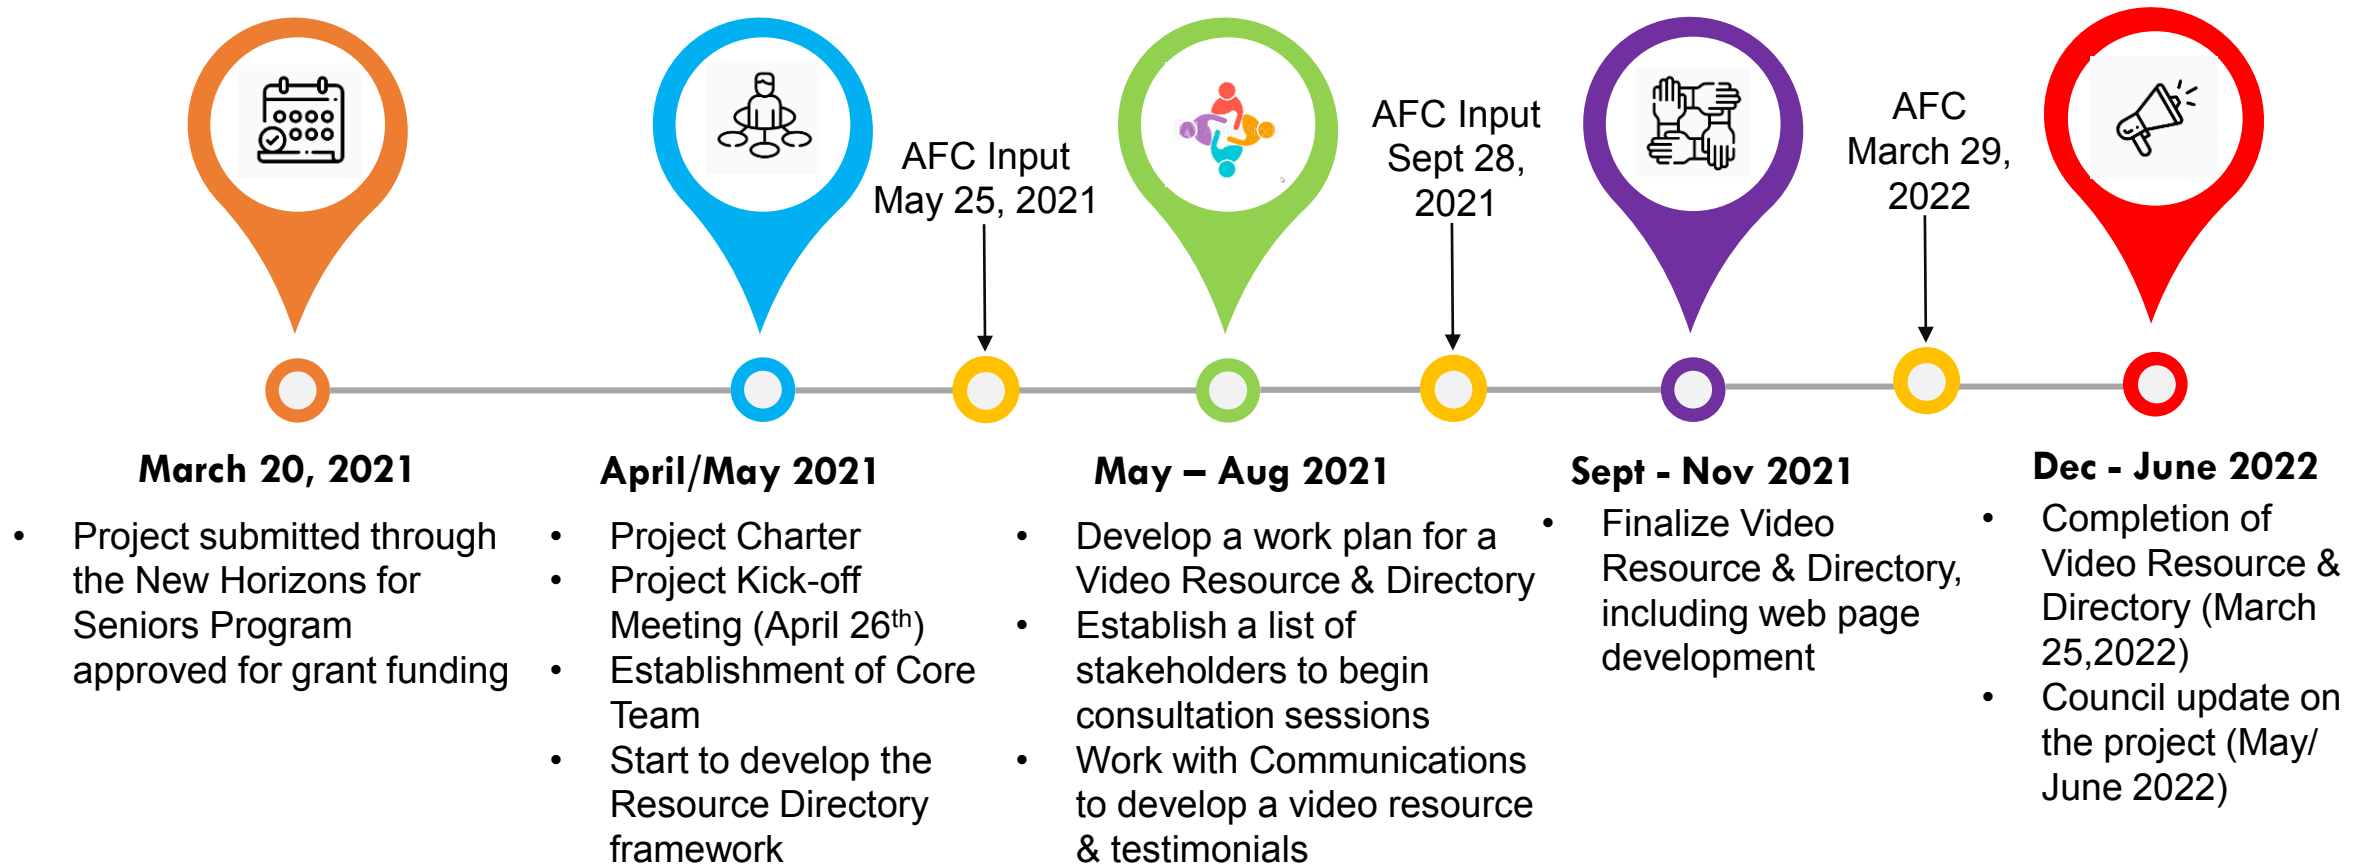 AFC Input
May 25, 2021
AFC Input
Sept 28,
2021
AFC
March 29,
2022
March 20, 2021
• Project submitted through
the New Horizons for
Seniors Program
approved for grant funding
April/May 2021
• Project Charter
• Project Kick-off
Meeting (April 26th)
• Establishment of Core
Team
• Start to develop the
Resource Directory
framework
May – Aug 2021
• Develop a work plan for a
Video Resource & Directory
• Establish a list of
stakeholders to begin
consultation sessions
• Work with Communications
to develop a video resource
& testimonials
Sept - Nov 2021
• Finalize Video
Resource & Directory,
including web page
development
Dec - June 2022
• Completion of
Video Resource &
Directory (March
25,2022)
• Council update on
the project (May/
June 2022)